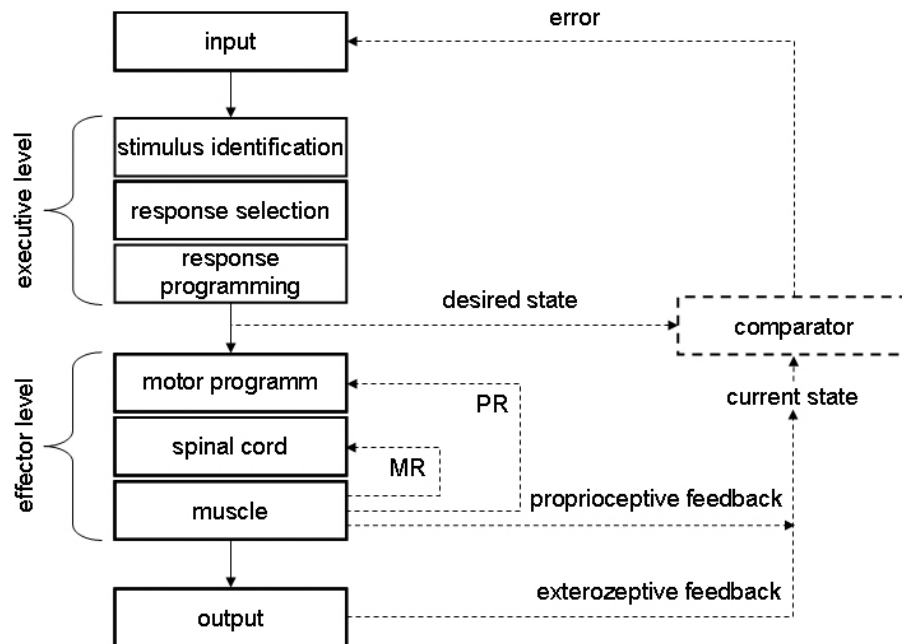 error
input
executive level
stimulus identification
response selection
response
programming
desired state
comparator
effector level
motor programm
PR
current state
spinal cord
MR
muscle
proprioceptive feedback
exterozeptive feedback
output